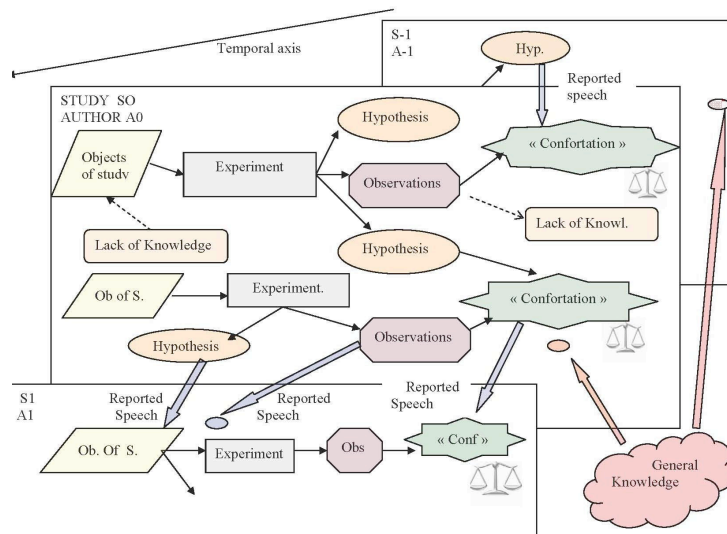 Temporal axis
S-1
A-1
Hyp.
Reported
speech
STUDY SO
AUTHOR A0
Hypothesis
Objects
of studv
Experiment
« Confortation »
Observations
Lack of Knowledge
Lack of Knowl.
Hypothesis
Ob of S.
Experiment.
« Confortation »
Hypothesis
Observations
S1
A1
Reported
Speech
Reported
Speech
Reported
Speech
Ob. Of S.
Experiment
Obs
« Conf »
General
Knowledge